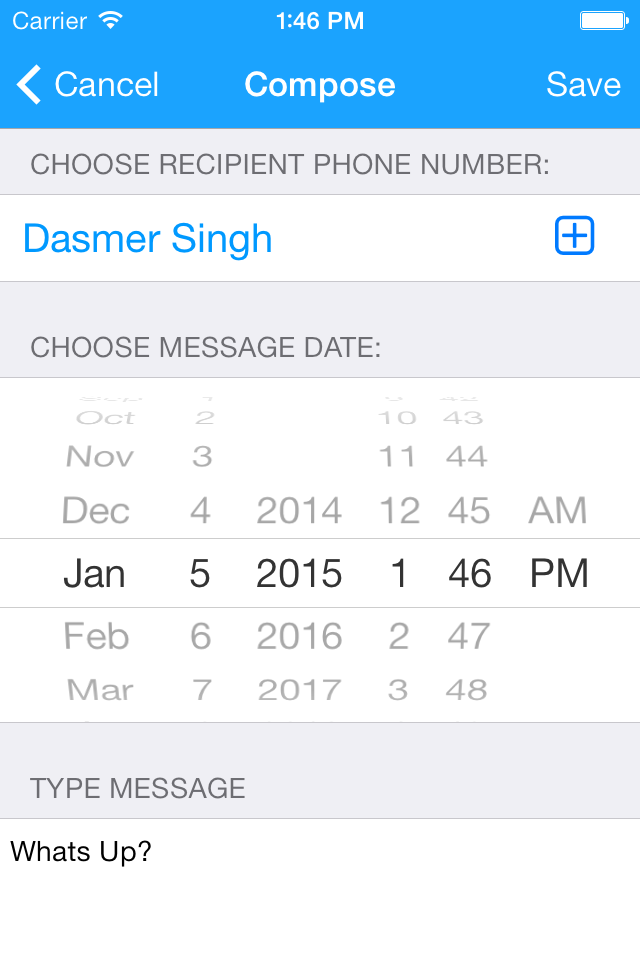 Carrier 1:46 PM
Cancel Compose Save
CHOOSE RECIPIENT PHONE NUMBER:
Dasmer Singh
CHOOSE MESSAGE DATE:
Oct 2 10 43
Nov 3 11 44
Dec 4 2014 12 45 AM
Jan 5 2015 1 46 PM
Feb 6 2016 2 47
Mar 7 2017 3 48
TYPE MESSAGE
Whats Up?